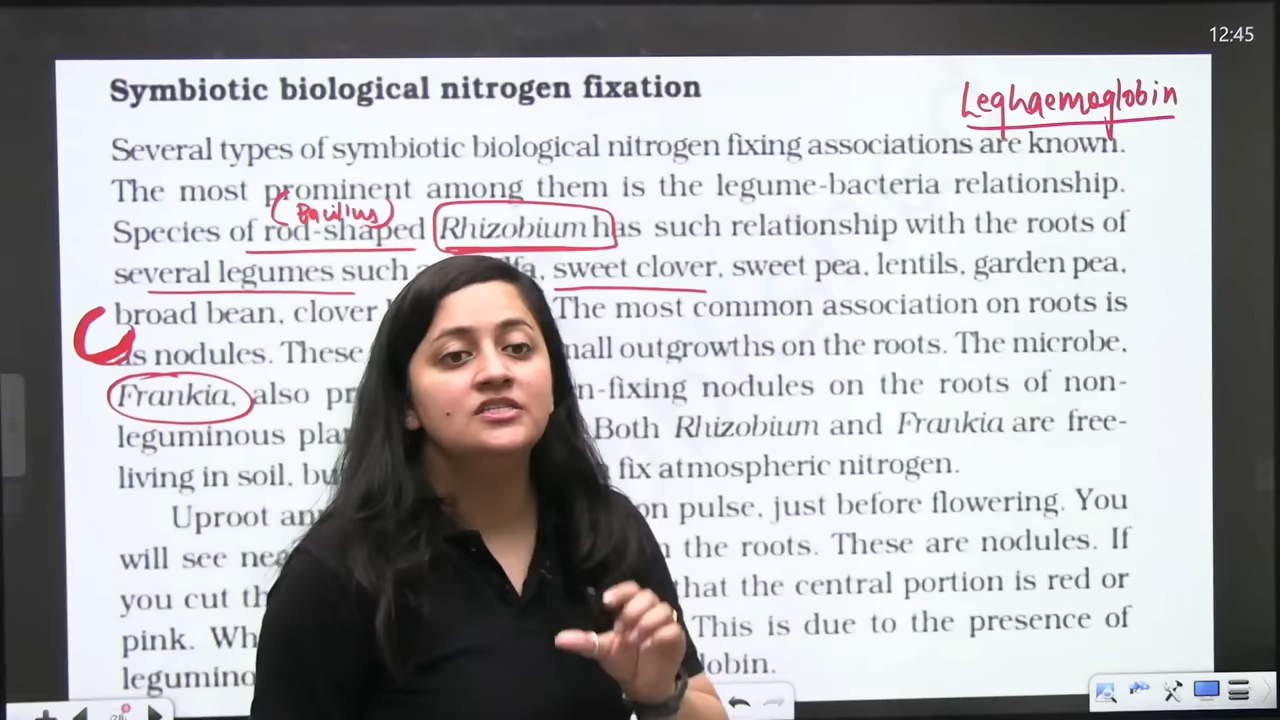 12:45
Symbiotic biological nitrogen fixation
Leghaemoglobin
Several types of symbiotic biological nitrogen fixing associations are known.
The most prominent among them is the legume-bacteria relationship.
(Bacillus)
Species of rod-shaped Rhizobium has such relationship with the roots of
several legumes such a lfa, sweet clover, sweet pea, lentils, garden pea,
broad bean, clover The most common association on roots is
as nodules. These mall outgrowths on the roots. The microbe,
Frankia, also pr n-fixing nodules on the roots of non-
leguminous pla Both Rhizobium and Frankia are free-
living in soil, bu fix atmospheric nitrogen.
Uproot an on pulse, just before flowering. You
will see nea n the roots. These are nodules. If
you cut th that the central portion is red or
pink. Wh This is due to the presence of
legumino lobin.